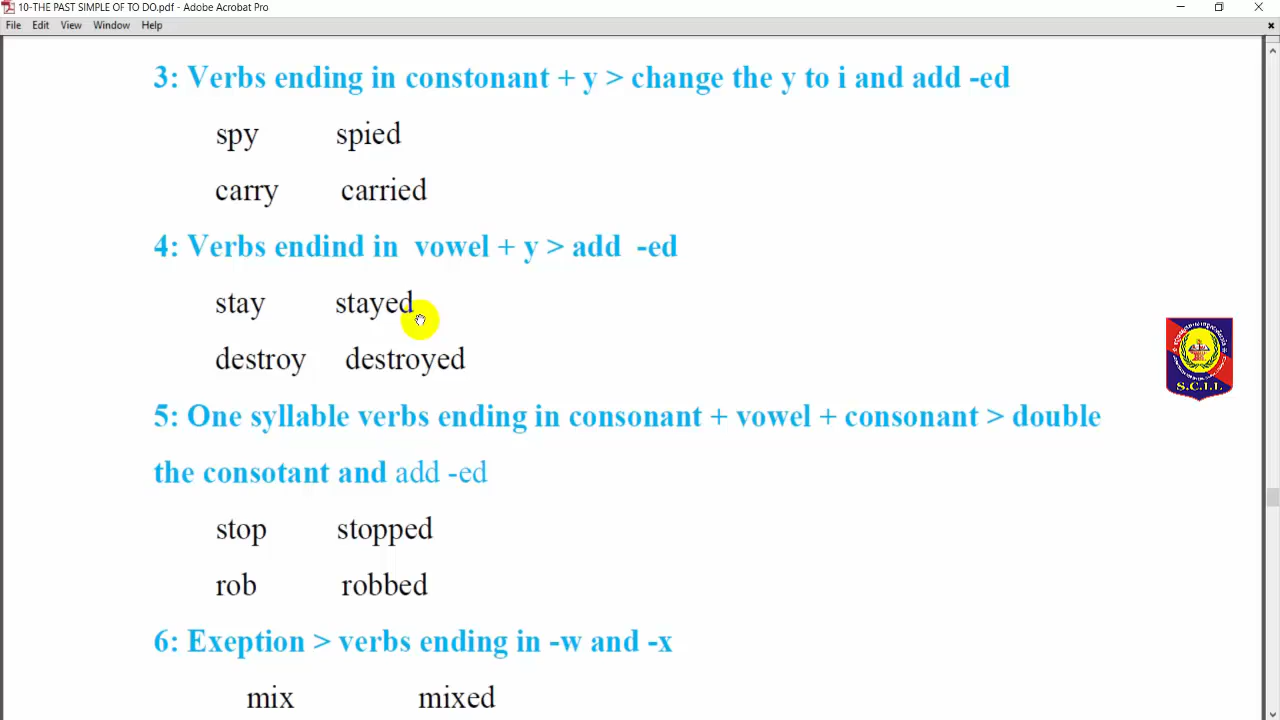 10-THE PAST SIMPLE OF TO DO.pdf - Adobe Acrobat Pro
File Edit View Window Help
3: Verbs ending in constonant + y > change the y to i and add -ed
spy spied
carry carried
4: Verbs endind in vowel + y > add -ed
stay stayed
destroy destroyed
5: One syllable verbs ending in consonant + vowel + consonant > double
the consotant and add -ed
stop stopped
rob robbed
6: Exeption > verbs ending in -w and -x
mix mixed
S.C.I.L